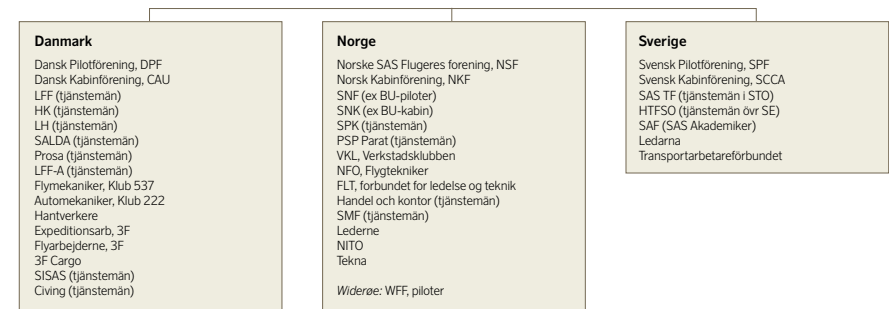 Danmark
Dansk Pilotförening, DPF
Dansk Kabinförening, CAU
LFF (tjänstemän)
HK (tjänstemän)
LH (tjänstemän)
SALDA (tjänstemän)
Prosa (tjänstemän)
LFF-A (tjänstemän)
Flymekaniker, Klub 537
Automekaniker, Klub 222
Hantverkere
Expeditionsarb, 3F
Flyarbejderne, 3F
3F Cargo
SISAS (tjänstemän)
Civing (tjänstemän)
Norge
Norske SAS Flugeres forening, NSF
Norsk Kabinförening, NKF
SNF (ex BU-piloter)
SNK (ex BU-kabin)
SPK (tjänstemän)
PSP Parat (tjänstemän)
VKL, Verkstadsklubben
NFO, Flygtekniker
FLT, forbundet for ledelse og teknik
Handel och kontor (tjänstemän)
SMF (tjänstemän)
Lederne
NITO
Tekna
Widerøe: WFF, piloter
Sverige
Svensk Pilotförening, SPF
Svensk Kabinförening, SCCA
SAS TF (tjänstemän i STO)
HTFSO (tjänstemän övr SE)
SAF (SAS Akademiker)
Ledarna
Transportarbetareförbundet